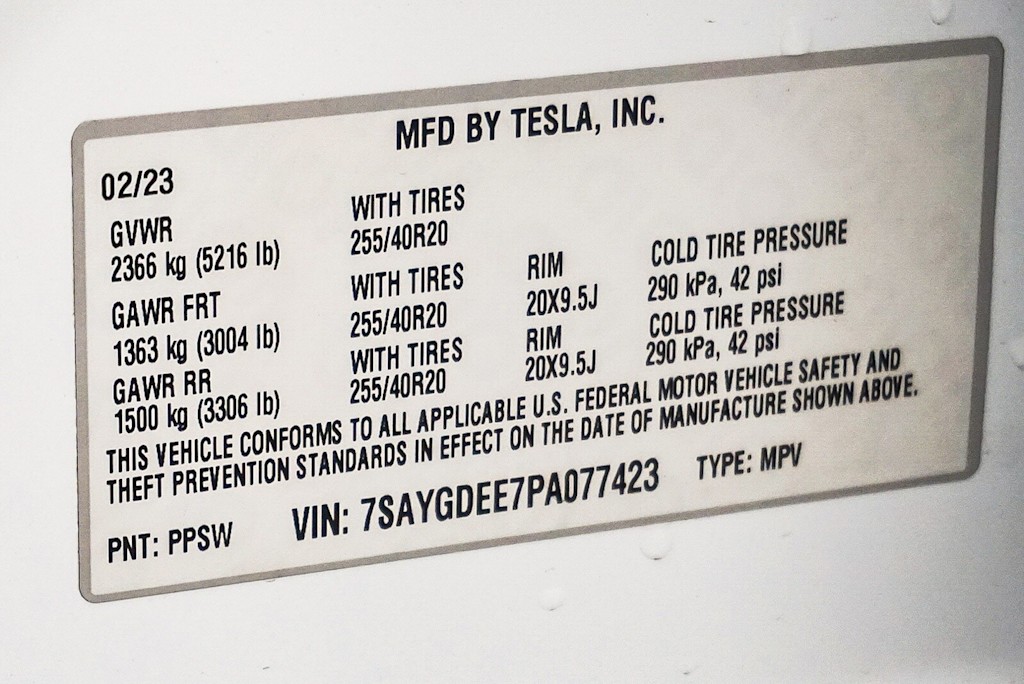 MFD BY TESLA, INC.
02/23
GVWR WITH TIRES
2366 kg (5216 lb) 255/40R20
GAWR FRT WITH TIRES RIM COLD TIRE PRESSURE
1363 kg (3004 lb) 255/40R20 20X9.5J 290 kPa, 42 psi
GAWR RR WITH TIRES RIM COLD TIRE PRESSURE
1500 kg (3306 lb) 255/40R20 20X9.5J 290 kPa, 42 psi
THIS VEHICLE CONFORMS TO ALL APPLICABLE U.S. FEDERAL MOTOR VEHICLE SAFETY AND
THEFT PREVENTION STANDARDS IN EFFECT ON THE DATE OF MANUFACTURE SHOWN ABOVE.
PNT: PPSW VIN: 7SAYGDEE7PA077423 TYPE: MPV